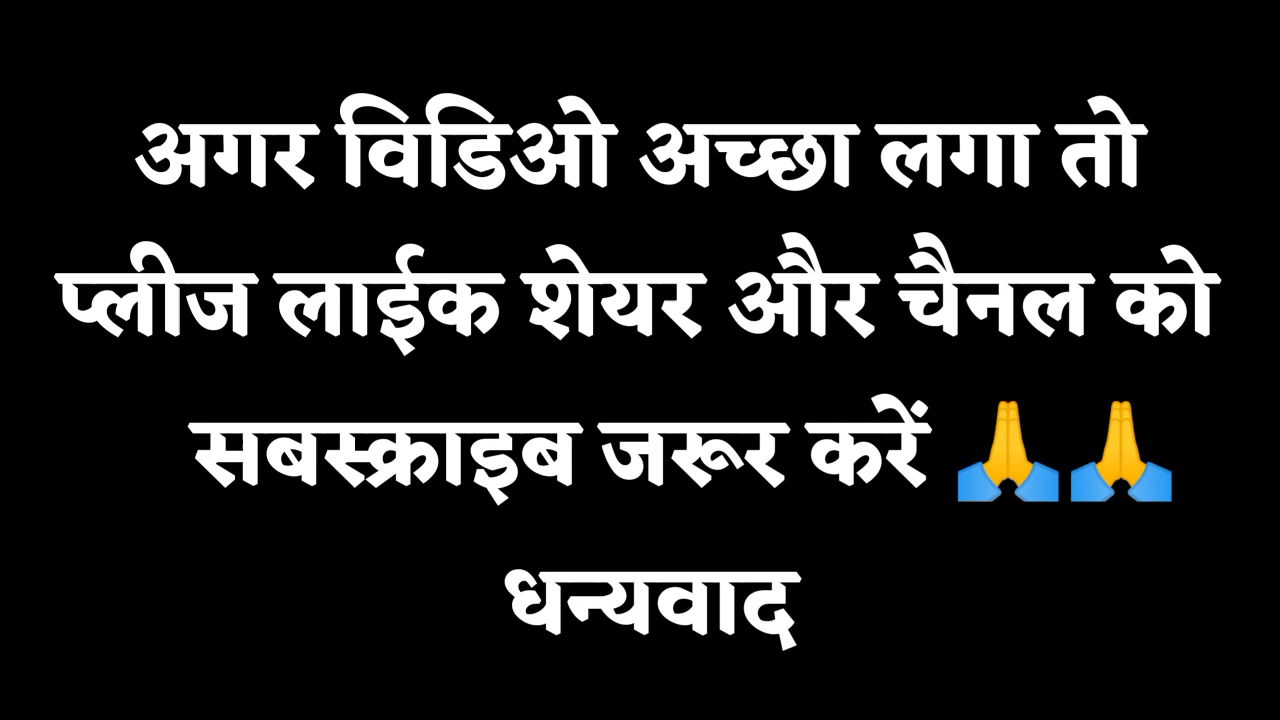 अगर विडिओ अच्छा लगा तो
प्लीज लाईक शेयर और चैनल को
सबस्क्राइब जरूर करें 🙏🙏
धन्यवाद